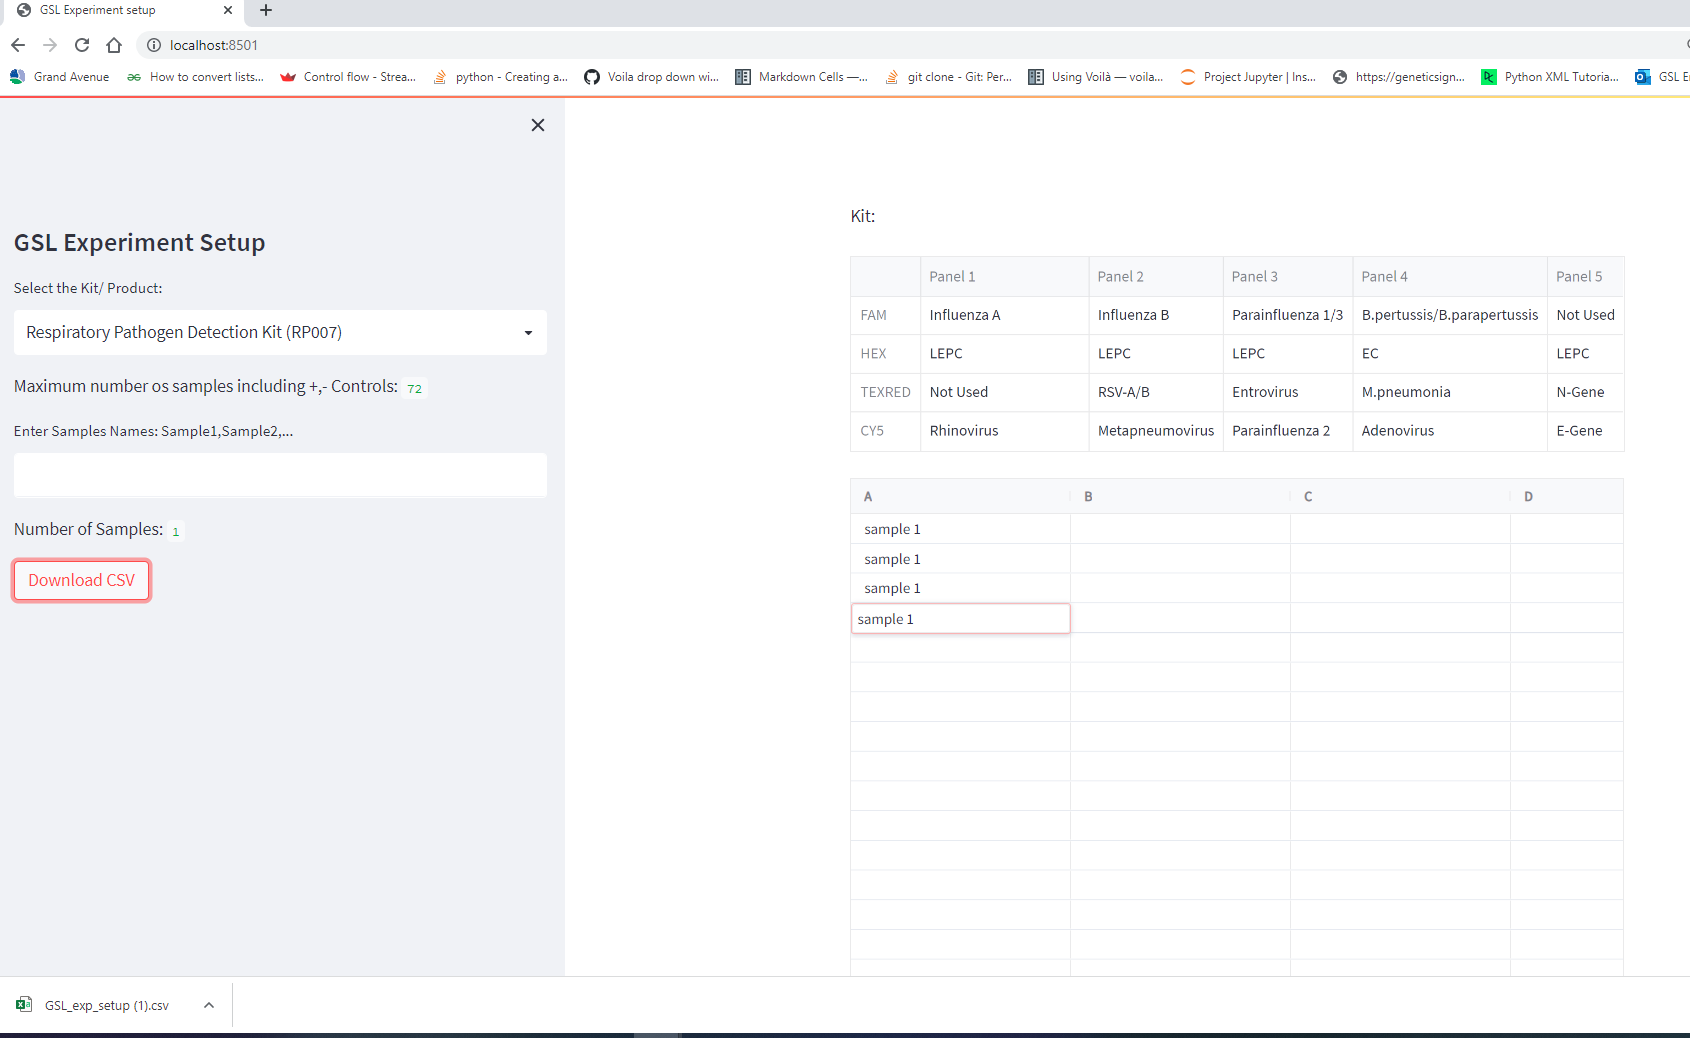 GSL Experiment setup
localhost:8501
Grand Avenue
How to convert lists...
Control flow - Strea...
python - Creating a...
Voila drop down wi...
Markdown Cells —...
git clone - Git: Per...
Using Voilà — voila...
Project Jupyter | Ins...
https://geneticsign...
Python XML Tutoria...
GSL E
GSL Experiment Setup
Select the Kit/ Product:
Respiratory Pathogen Detection Kit (RP007)
Maximum number os samples including +,- Controls: 72
Enter Samples Names: Sample1,Sample2,...
Number of Samples: 1
Download CSV
Kit:
Panel 1 Panel 2 Panel 3 Panel 4 Panel 5
FAM Influenza A Influenza B Parainfluenza 1/3 B.pertussis/B.parapertussis Not Used
HEX LEPC LEPC LEPC EC LEPC
TEXRED Not Used RSV-A/B Entrovirus M.pneumonia N-Gene
CY5 Rhinovirus Metapneumovirus Parainfluenza 2 Adenovirus E-Gene
A B C D
sample 1
sample 1
sample 1
sample 1
GSL_exp_setup (1).csv